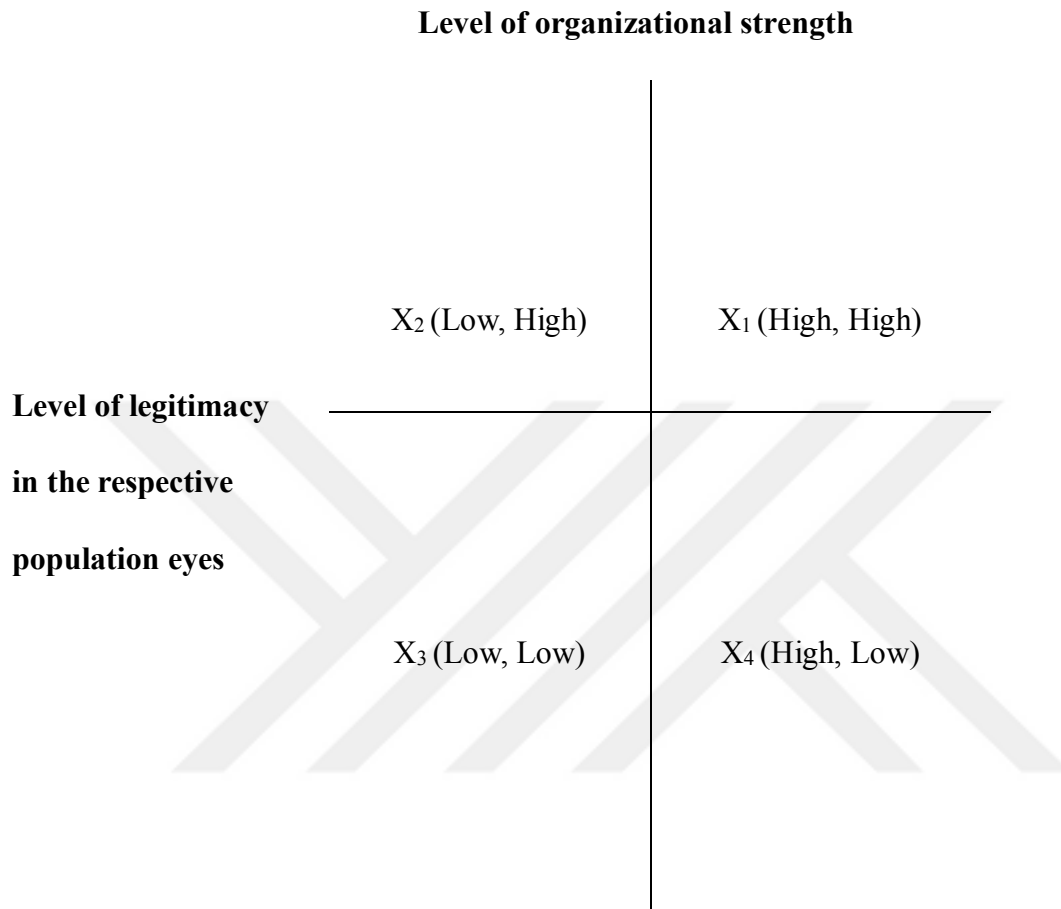 Level of organizational strength
X₂ (Low, High)
X₁ (High, High)
Level of legitimacy
in the respective
population eyes
X₃ (Low, Low)
X₄ (High, Low)